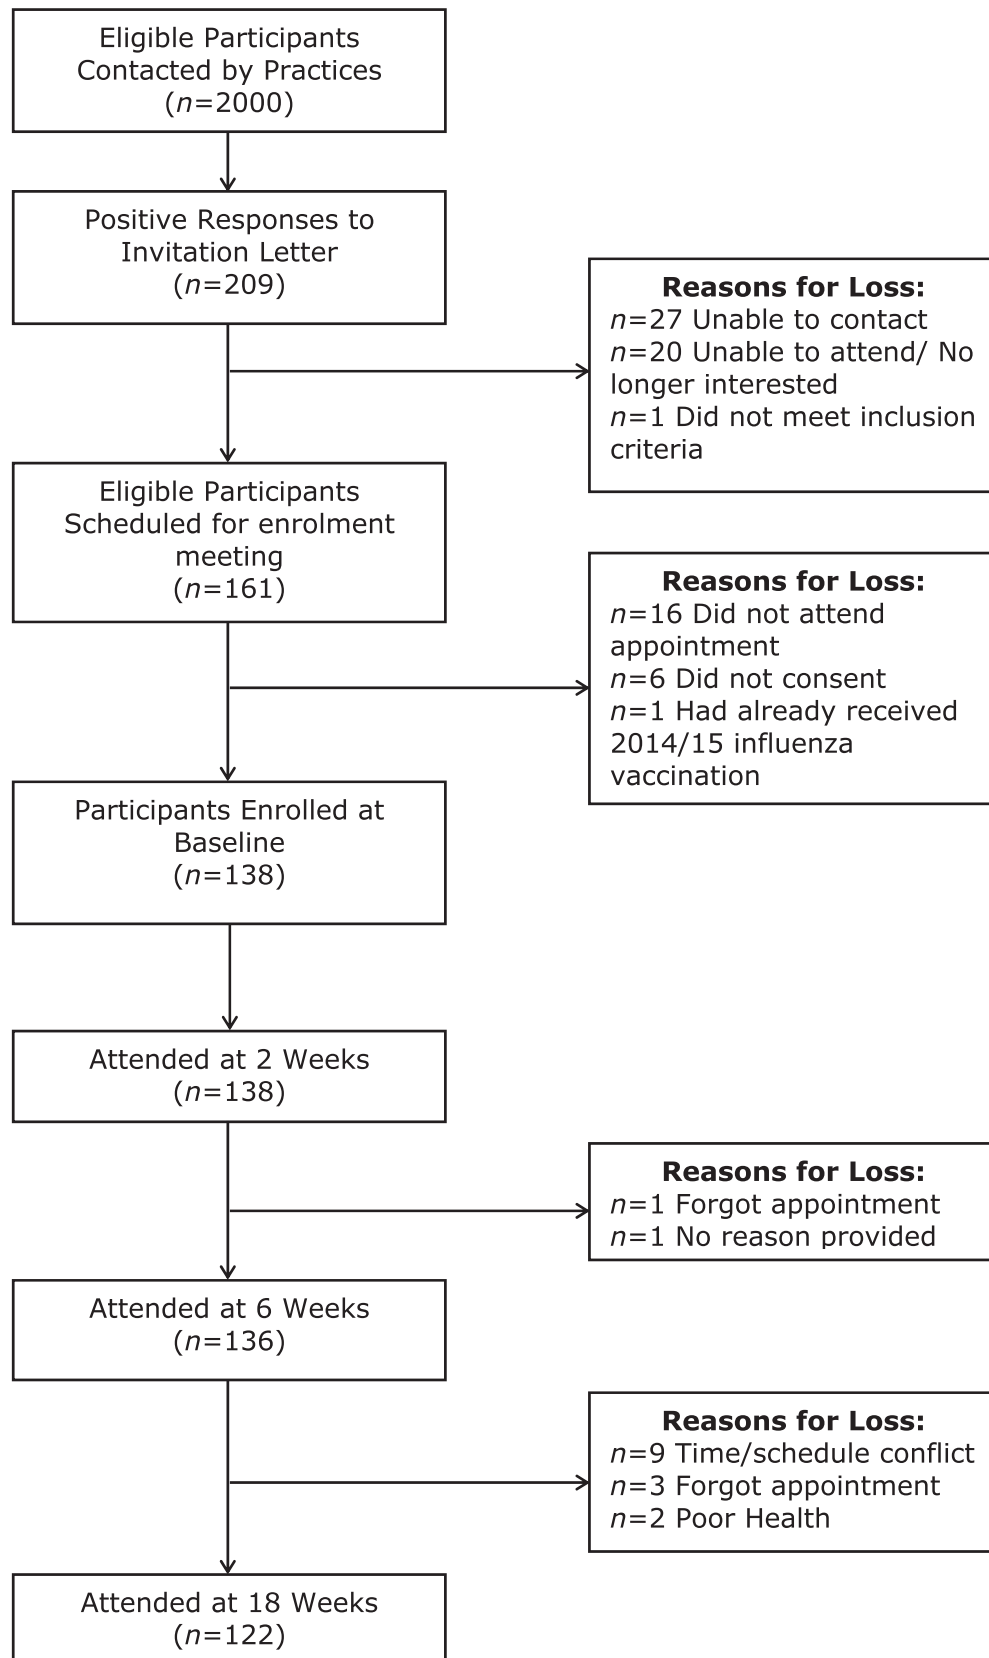 Eligible Participants
Contacted by Practices
(n=2000)
Positive Responses to
Invitation Letter
(n=209)
Reasons for Loss:
n=27 Unable to contact
n=20 Unable to attend/ No
longer interested
n=1 Did not meet inclusion
criteria
Eligible Participants
Scheduled for enrolment
meeting
(n=161)
Reasons for Loss:
n=16 Did not attend
appointment
n=6 Did not consent
n=1 Had already received
2014/15 influenza
vaccination
Participants Enrolled at
Baseline
(n=138)
Attended at 2 Weeks
(n=138)
Reasons for Loss:
n=1 Forgot appointment
n=1 No reason provided
Attended at 6 Weeks
(n=136)
Reasons for Loss:
n=9 Time/schedule conflict
n=3 Forgot appointment
n=2 Poor Health
Attended at 18 Weeks
(n=122)